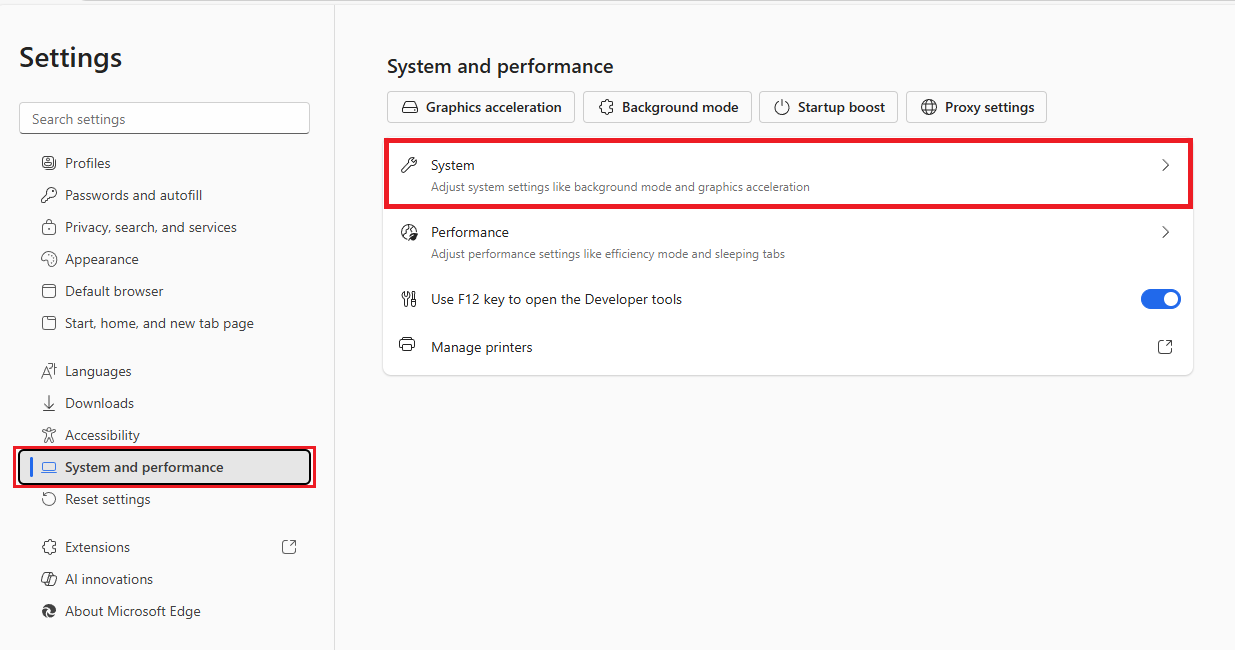 Settings
Search settings
Profiles
Passwords and autofill
Privacy, search, and services
Appearance
Default browser
Start, home, and new tab page
Languages
Downloads
Accessibility
System and performance
Reset settings
Extensions
AI innovations
About Microsoft Edge
System and performance
Graphics acceleration
Background mode
Startup boost
Proxy settings
System
Adjust system settings like background mode and graphics acceleration
Performance
Adjust performance settings like efficiency mode and sleeping tabs
Use F12 key to open the Developer tools
Manage printers